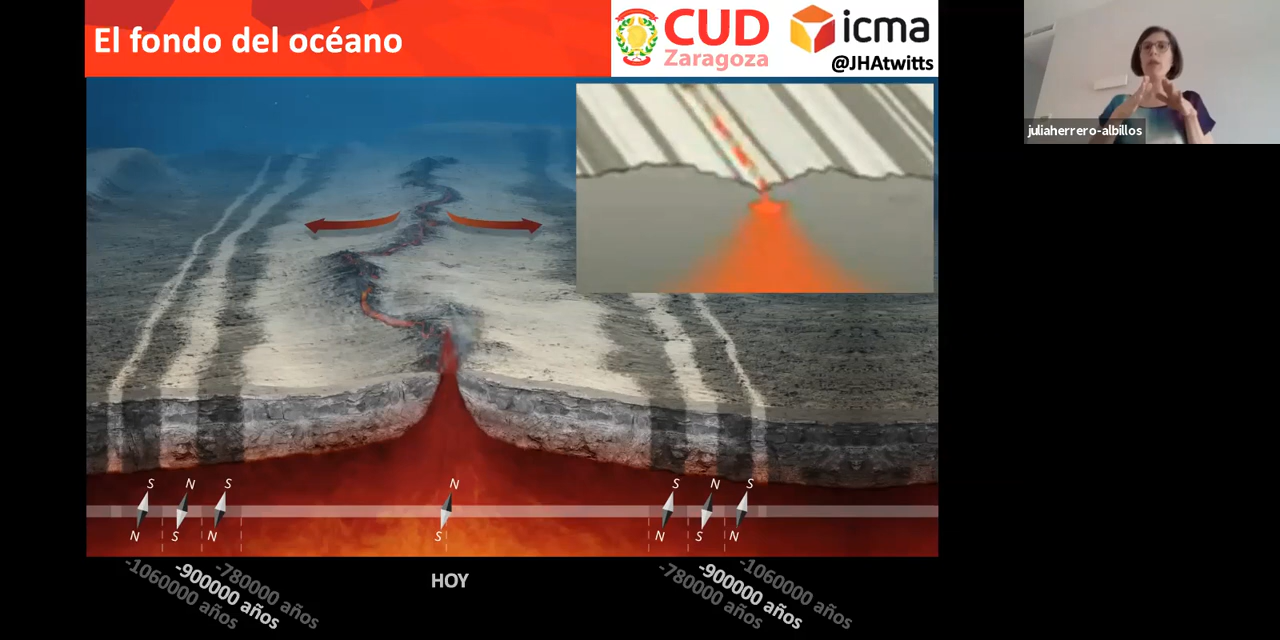 El fondo del océano
CUD
Zaragoza
icma
@JHAtwitts
juliaherrero-albillos
S N S N S N S
N S N S N S N
-1060000 años
-900000 años
-780000 años
HOY
-780000 años
-900000 años
-1060000 años